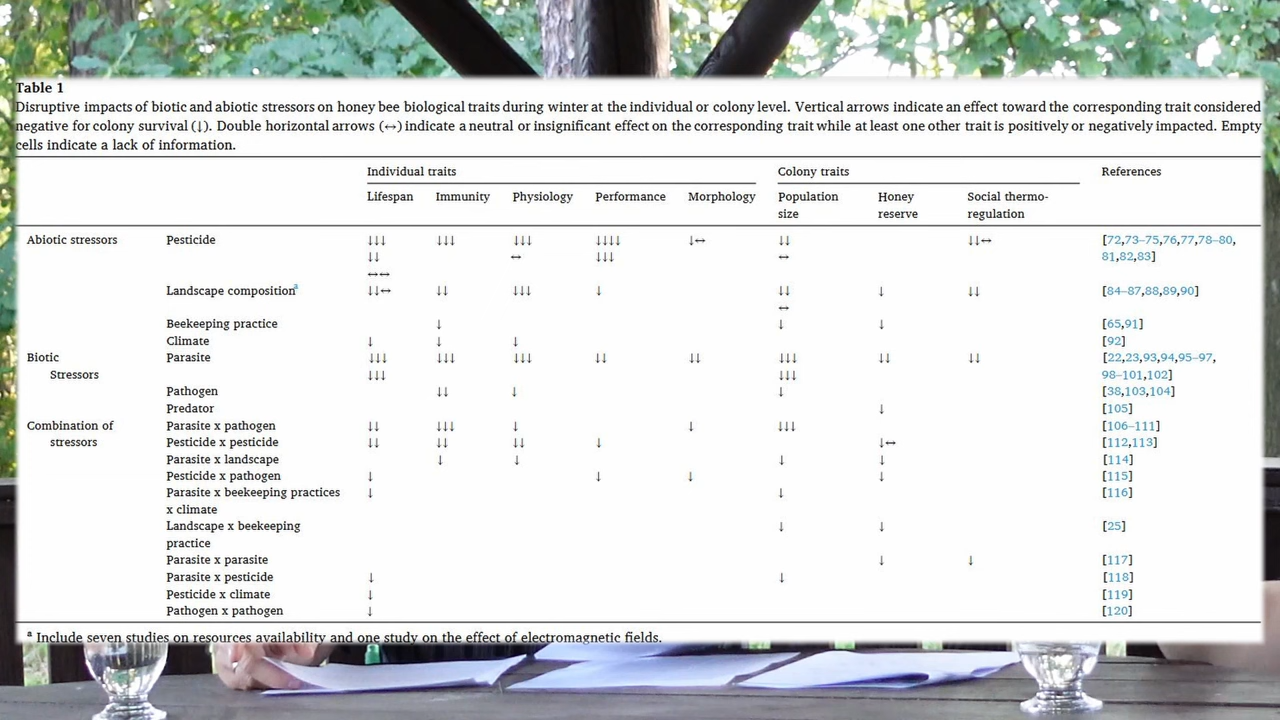 Table 1
Disruptive impacts of biotic and abiotic stressors on honey bee biological traits during winter at the individual or colony level. Vertical arrows indicate an effect toward the corresponding trait considered
negative for colony survival (↓). Double horizontal arrows (↔) indicate a neutral or insignificant effect on the corresponding trait while at least one other trait is positively or negatively impacted. Empty
cells indicate a lack of information.
Individual traits Colony traits References
Lifespan Immunity Physiology Performance Morphology Population Honey Social thermo-
size reserve regulation
Abiotic stressors Pesticide ↓↓↓ ↓↓↓ ↓↓↓ ↓↓↓↓ ↓↔ ↓↓ ↓↓↔ [72,73–75,76,77,78–80,
↓↓ ↔ ↓↓↓ ↔ 81,82,83]
↔↔
Landscape composition<sup>a</sup> ↓↓↔ ↓↓ ↓↓↓ ↓ ↓↓ ↓ ↓↓ [84–87,88,89,90]
↔
Beekeeping practice ↓ ↓ ↓ [65,91]
Climate ↓ ↓ ↓ [92]
Biotic Parasite ↓↓↓ ↓↓↓ ↓↓↓ ↓↓ ↓↓ ↓↓↓ ↓↓ ↓↓ [22,23,93,94,95–97,
Stressors ↓↓↓ ↓↓↓ 98–101,102]
Pathogen ↓↓ ↓ ↓ [38,103,104]
Predator ↓ [105]
Combination of Parasite x pathogen ↓↓ ↓↓↓ ↓ ↓ ↓↓↓ [106–111]
stressors Pesticide x pesticide ↓↓ ↓↓ ↓↓ ↓ ↓↔ [112,113]
Parasite x landscape ↓ ↓ ↓ ↓ [114]
Pesticide x pathogen ↓ ↓ ↓ ↓ [115]
Parasite x beekeeping practices ↓ ↓ [116]
x climate
Landscape x beekeeping ↓ ↓ [25]
practice
Parasite x parasite ↓ ↓ [117]
Parasite x pesticide ↓ ↓ [118]
Pesticide x climate ↓ [119]
Pathogen x pathogen ↓ [120]
<sup>a</sup> Include seven studies on resources availability and one study on the effect of electromagnetic fields.